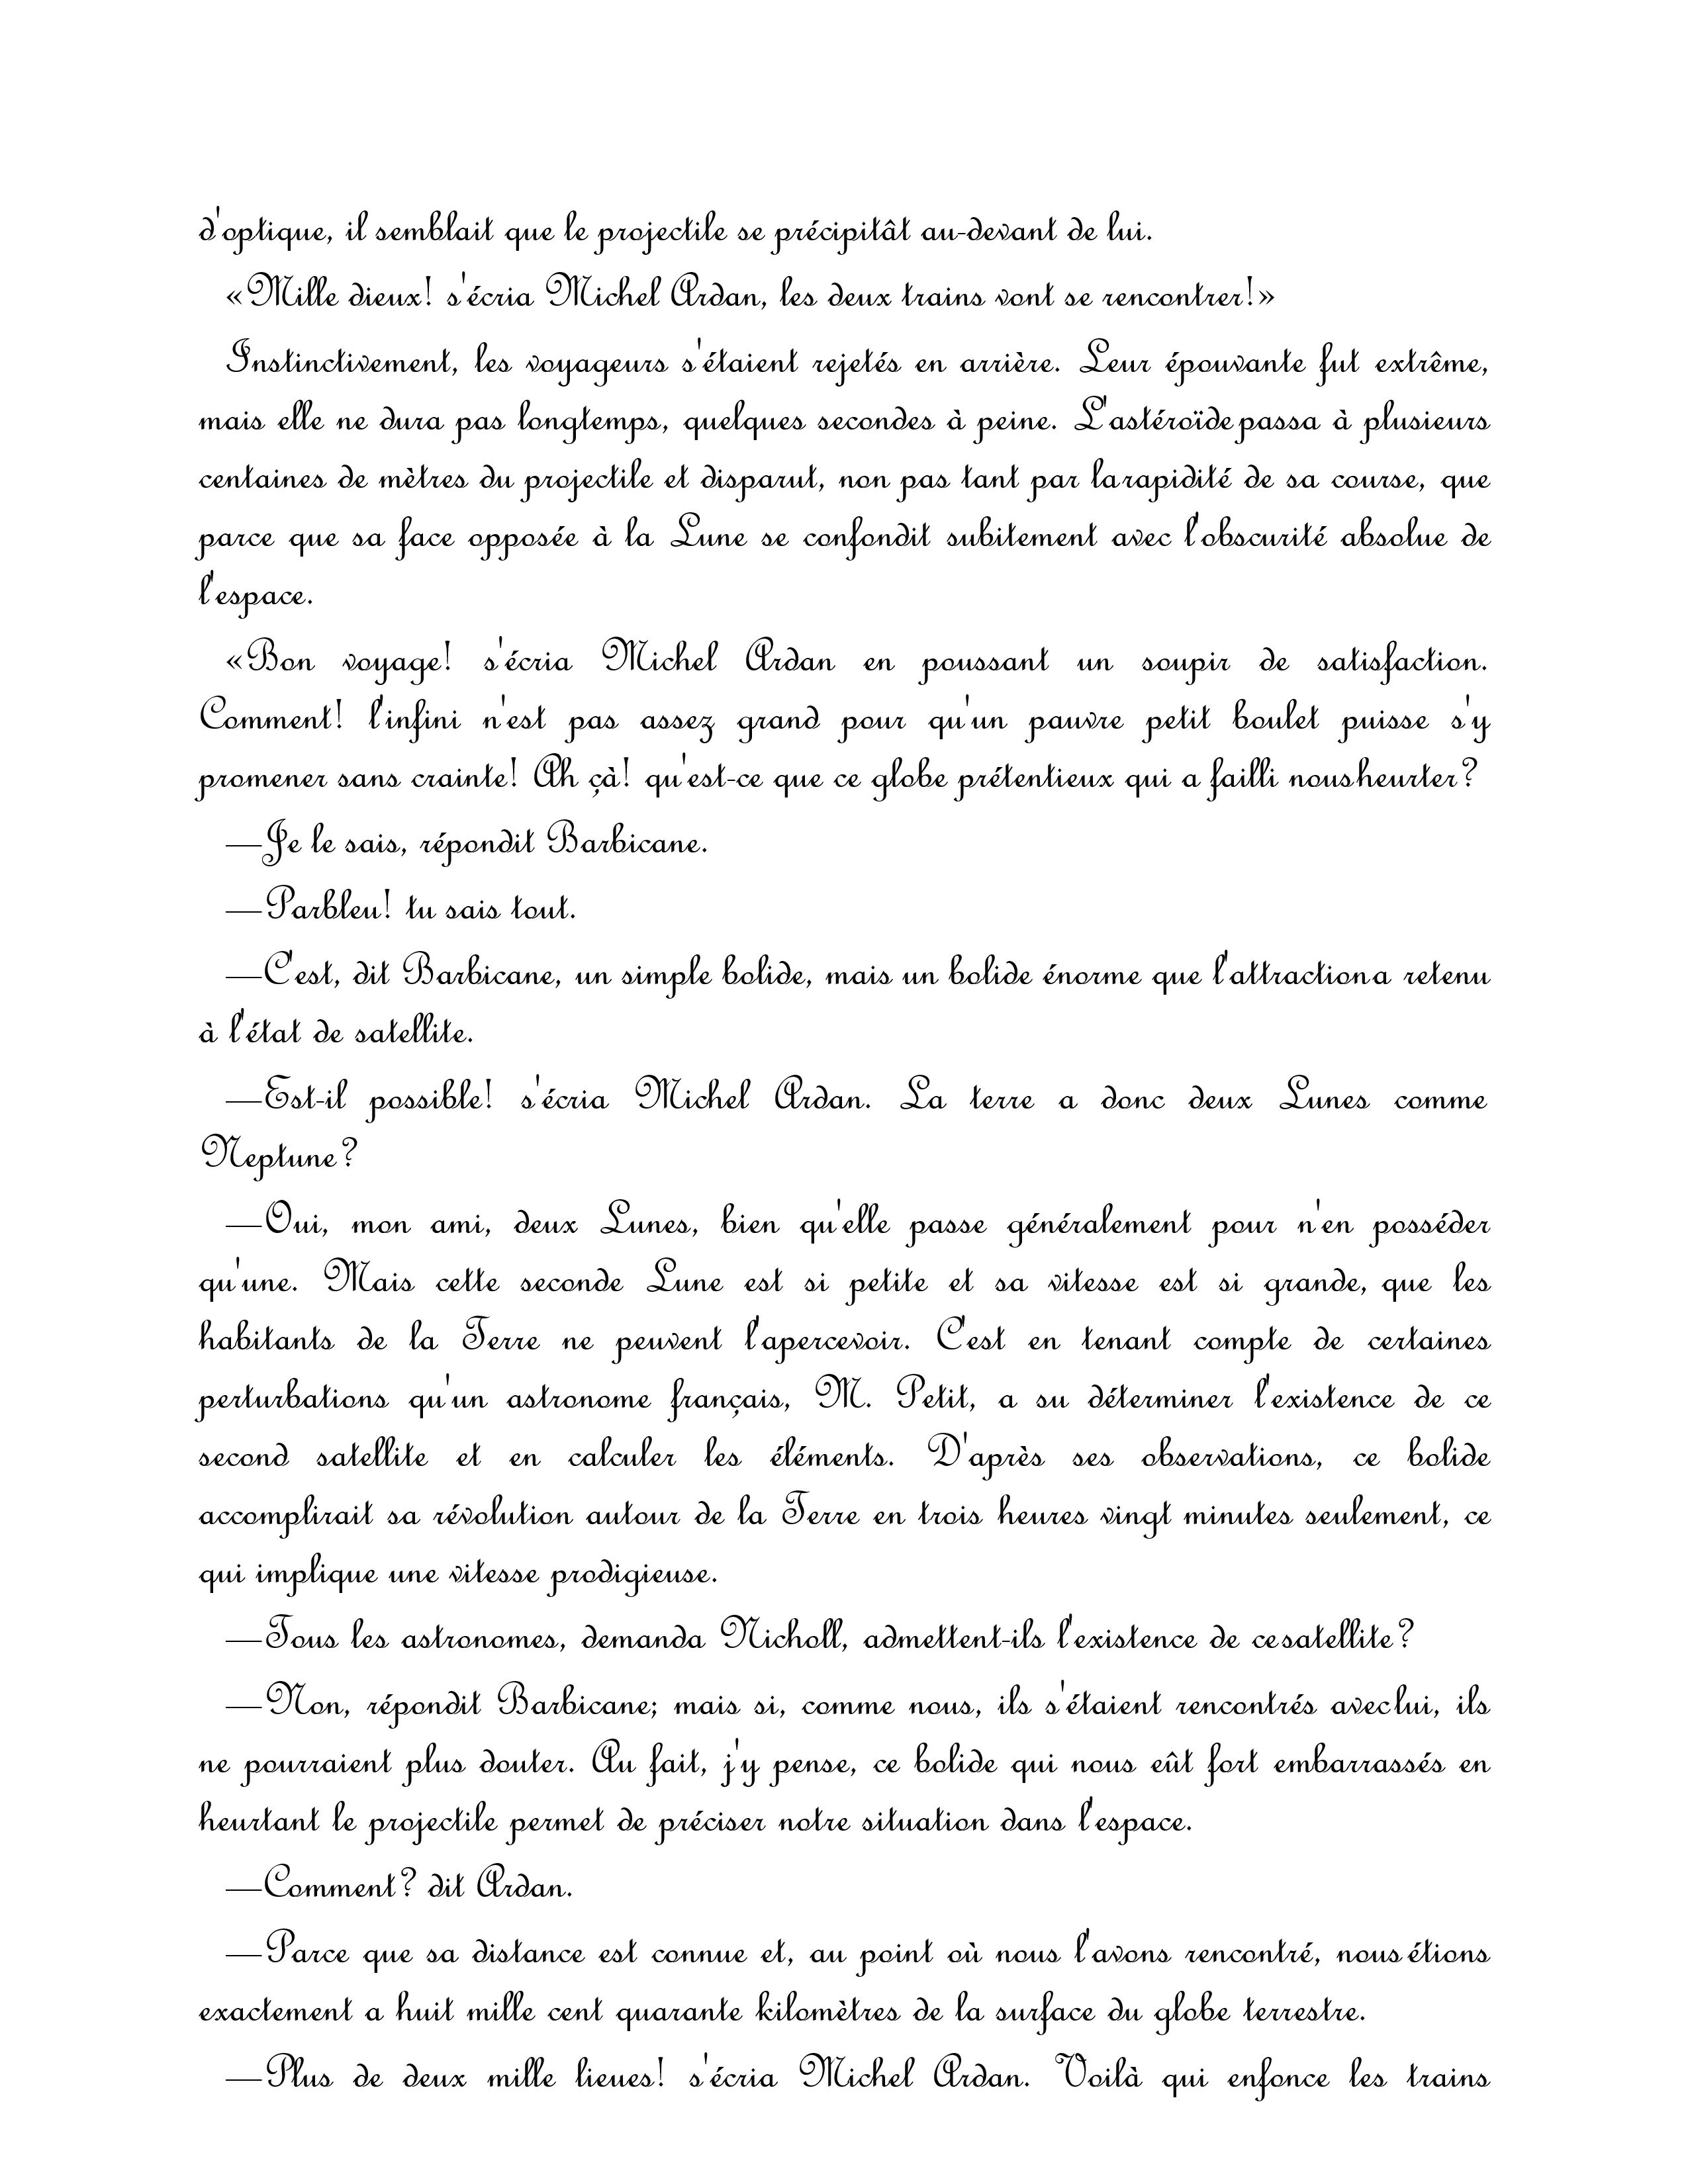 d'optique, il semblait que le projectile se précipitât au-devant de lui.
«Mille dieux! s'écria Michel Ardan, les deux trains vont se rencontrer!»
Instinctivement, les voyageurs s'étaient rejetés en arrière. Leur épouvante fut extrême,
mais elle ne dura pas longtemps, quelques secondes à peine. L'astéroïde passa à plusieurs
centaines de mètres du projectile et disparut, non pas tant par la rapidité de sa course, que
parce que sa face opposée à la Lune se confondit subitement avec l'obscurité absolue de
l'espace.
«Bon voyage! s'écria Michel Ardan en poussant un soupir de satisfaction.
Comment! l'infini n'est pas assez grand pour qu'un pauvre petit boulet puisse s'y
promener sans crainte! Ah çà! qu'est-ce que ce globe prétentieux qui a failli nous heurter?
—Je le sais, répondit Barbicane.
—Parbleu! tu sais tout.
—C'est, dit Barbicane, un simple bolide, mais un bolide énorme que l'attraction a retenu
à l'état de satellite.
—Est-il possible! s'écria Michel Ardan. La terre a donc deux Lunes comme
Neptune?
—Oui, mon ami, deux Lunes, bien qu'elle passe généralement pour n'en posséder
qu'une. Mais cette seconde Lune est si petite et sa vitesse est si grande, que les
habitants de la Terre ne peuvent l'apercevoir. C'est en tenant compte de certaines
perturbations qu'un astronome français, M. Petit, a su déterminer l'existence de ce
second satellite et en calculer les éléments. D'après ses observations, ce bolide
accomplirait sa révolution autour de la Terre en trois heures vingt minutes seulement, ce
qui implique une vitesse prodigieuse.
—Tous les astronomes, demanda Nicholl, admettent-ils l'existence de ce satellite?
—Non, répondit Barbicane; mais si, comme nous, ils s'étaient rencontrés avec lui, ils
ne pourraient plus douter. Au fait, j'y pense, ce bolide qui nous eût fort embarrassés en
heurtant le projectile permet de préciser notre situation dans l'espace.
—Comment? dit Ardan.
—Parce que sa distance est connue et, au point où nous l'avons rencontré, nous étions
exactement a huit mille cent quarante kilomètres de la surface du globe terrestre.
—Plus de deux mille lieues! s'écria Michel Ardan. Voilà qui enfonce les trains